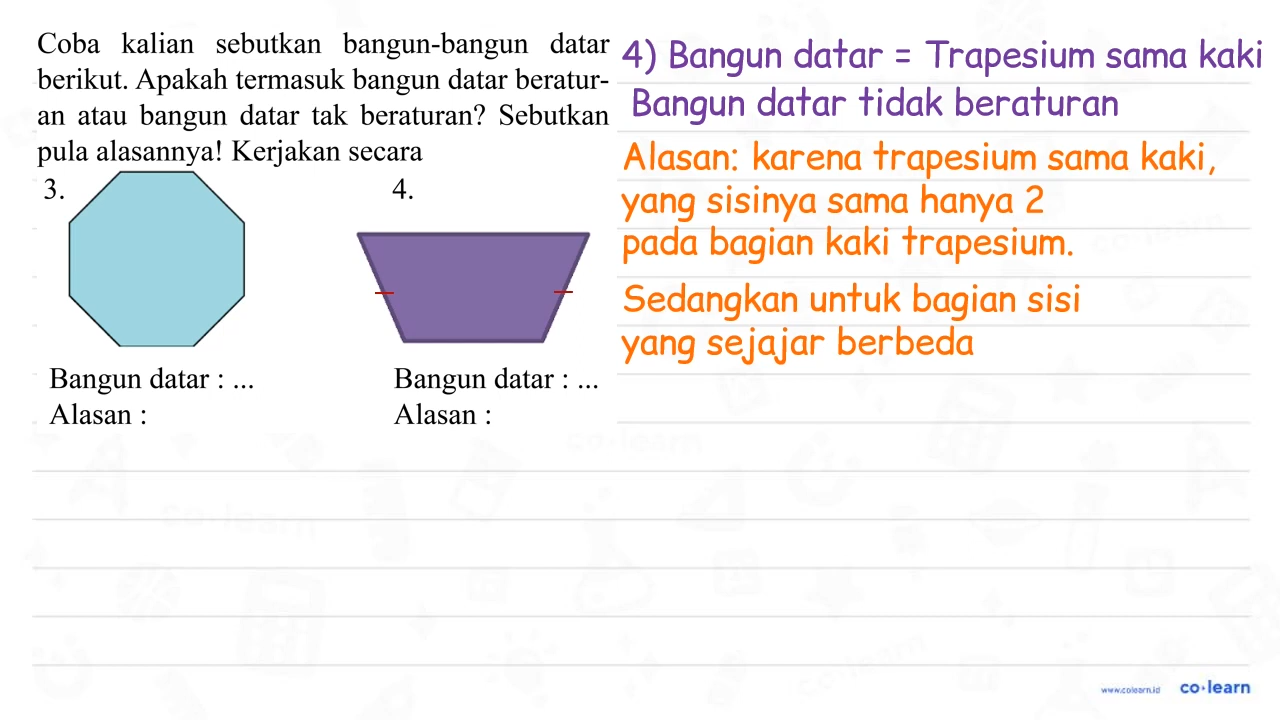 Coba kalian sebutkan bangun-bangun datar
berikut. Apakah termasuk bangun datar beratur-
an atau bangun datar tak beraturan? Sebutkan
pula alasannya! Kerjakan secara
3.
4.
Bangun datar : ...
Alasan :
Bangun datar : ...
Alasan :
4) Bangun datar = Trapesium sama kaki
Bangun datar tidak beraturan
Alasan: karena trapesium sama kaki,
yang sisinya sama hanya 2
pada bagian kaki trapesium.
Sedangkan untuk bagian sisi
yang sejajar berbeda
www.colearn.id
co·learn